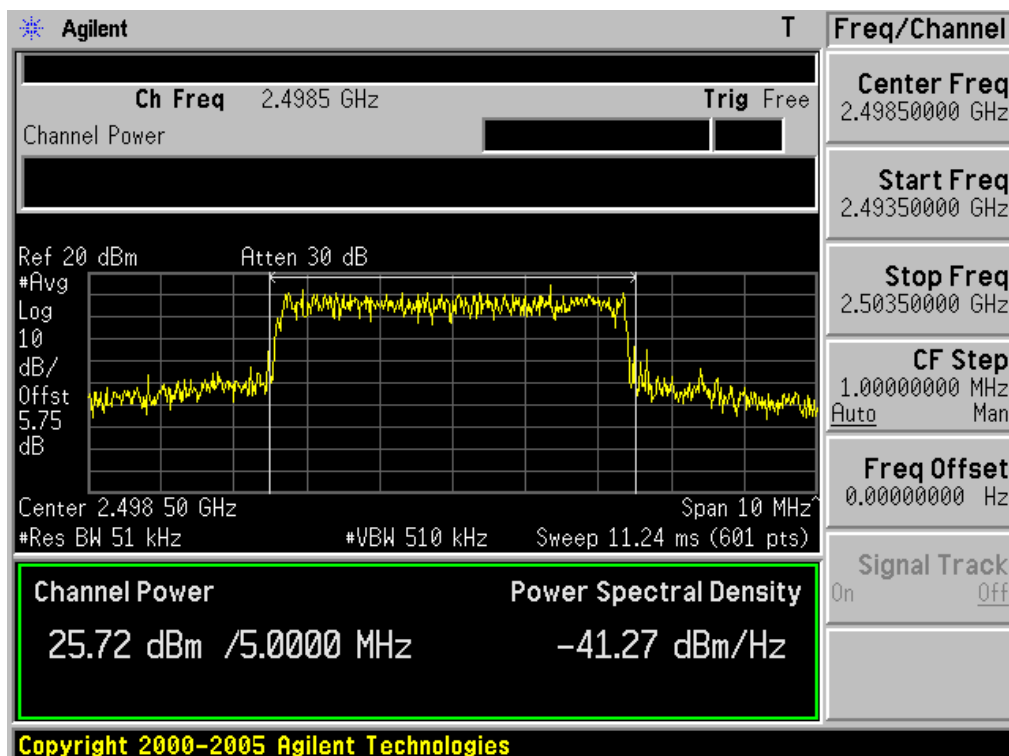 Agilent
T
Freq/Channel
Ch Freq 2.4985 GHz
Trig Free
Channel Power
Ref 20 dBm
Atten 30 dB
#Avg
Log
10
dB/
Offst
5.75
dB
Center 2.498 50 GHz
Span 10 MHz^
#Res BW 51 kHz
#VBW 510 kHz
Sweep 11.24 ms (601 pts)
Channel Power
Power Spectral Density
25.72 dBm /5.0000 MHz
-41.27 dBm/Hz
Center Freq
2.49850000 GHz
Start Freq
2.49350000 GHz
Stop Freq
2.50350000 GHz
CF Step
1.00000000 MHz
Auto Man
Freq Offset
0.00000000 Hz
Signal Track
On Off
Copyright 2000-2005 Agilent Technologies